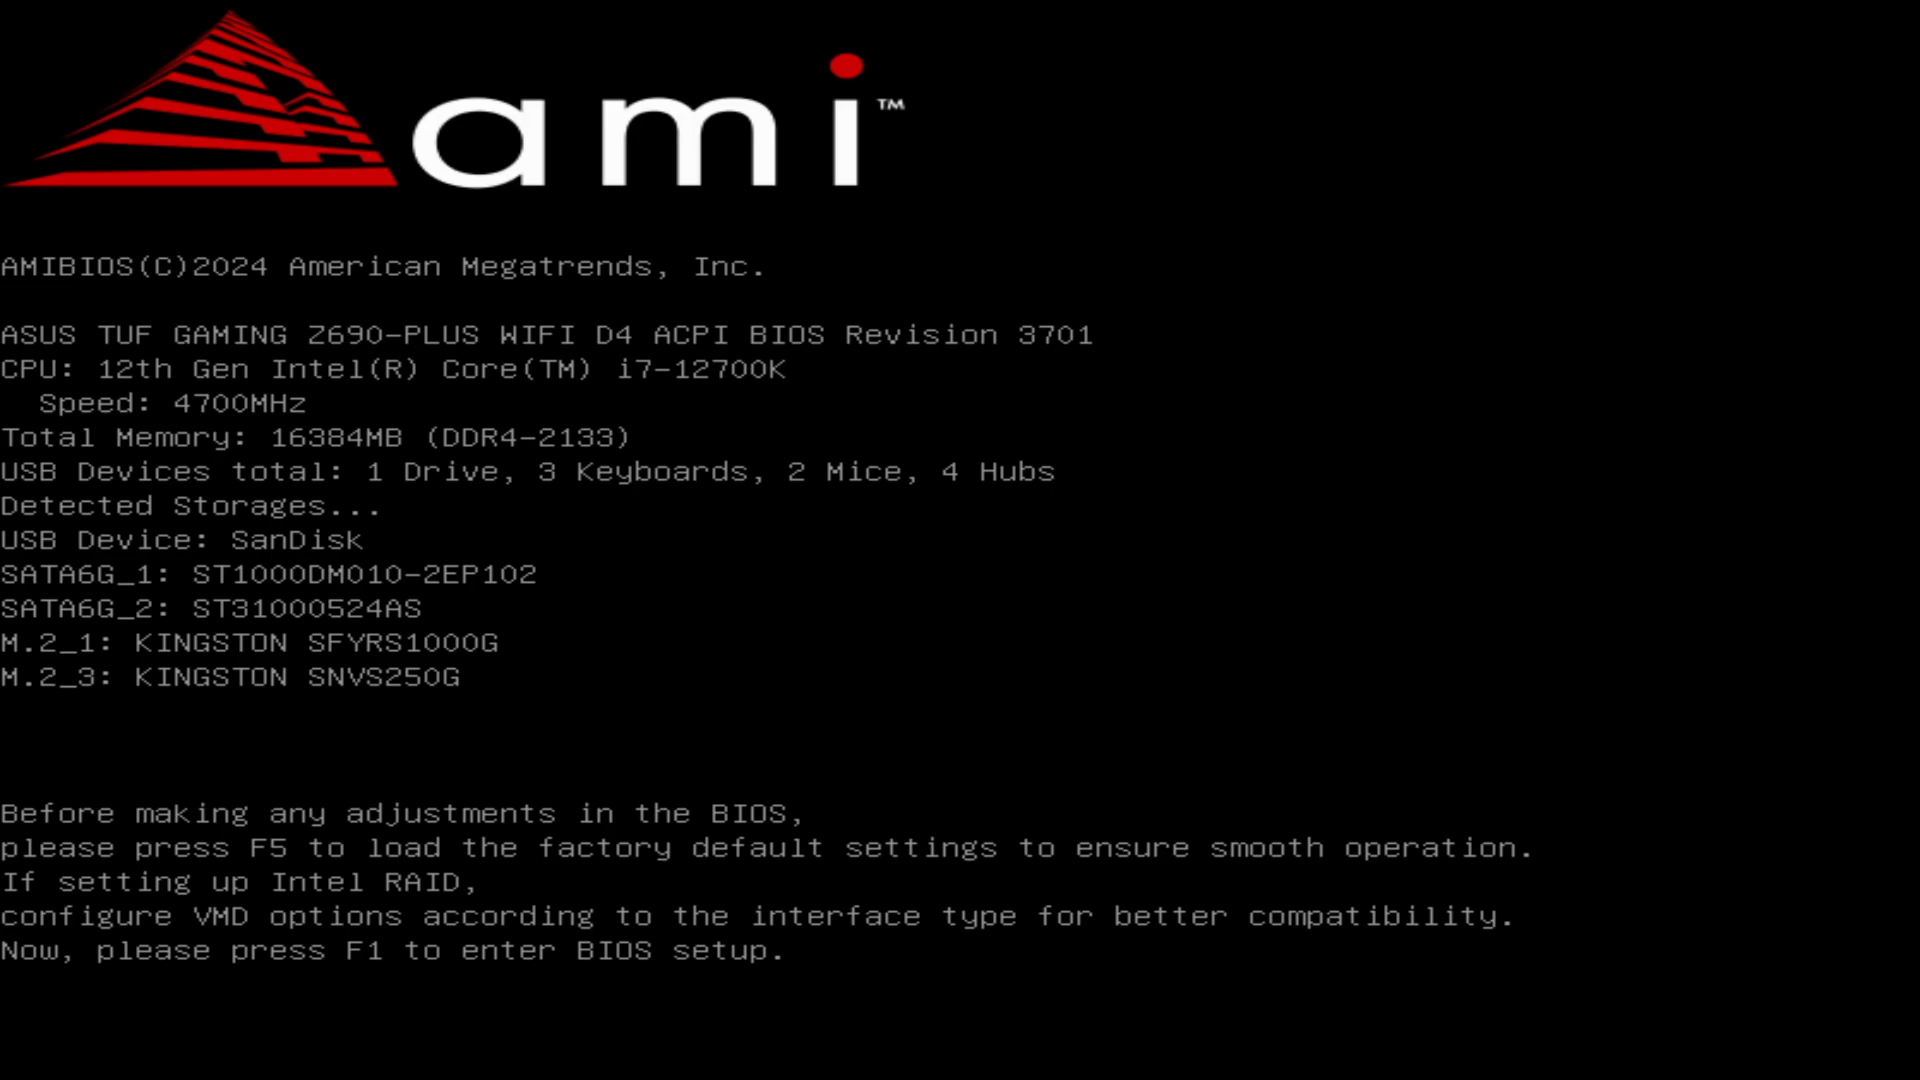 ami™
AMIBIOS(C)2024 American Megatrends, Inc.
ASUS TUF GAMING Z690-PLUS WIFI D4 ACPI BIOS Revision 3701
CPU: 12th Gen Intel(R) Core(TM) i7-12700K
Speed: 4700MHz
Total Memory: 16384MB (DDR4-2133)
USB Devices total: 1 Drive, 3 Keyboards, 2 Mice, 4 Hubs
Detected Storages...
USB Device: SanDisk
SATA6G_1: ST1000DM010-2EP102
SATA6G_2: ST31000524AS
M.2_1: KINGSTON SFYRS1000G
M.2_3: KINGSTON SNVS250G
Before making any adjustments in the BIOS,
please press F5 to load the factory default settings to ensure smooth operation.
If setting up Intel RAID,
configure VMD options according to the interface type for better compatibility.
Now, please press F1 to enter BIOS setup.